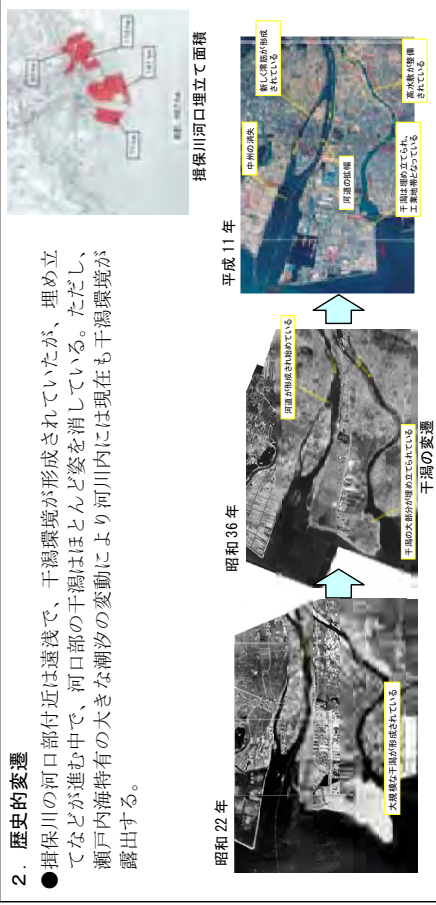 2．歴史的変遷
●揖保川の河口部付近は遠浅で、干潟環境が形成されていたが、埋め立
てなどが進む中で、河口部の干潟はほとんど姿を消している。ただし、
瀬戸内海特有の大きな潮汐の変動により河川内には現在も干潟環境が
露出する。
揖保川河口埋立て面積
昭和 22 年
大規模な干潟が形成されている
昭和 36 年
河道が形成され始めている
干潟の大部分が埋め立てられている
平成 11 年
中州の消失
新しく澪筋が形成
されている
河道の拡幅
高水敷が整備
されている
干潟は埋め立てられ、
工業地帯となっている
干潟の変遷